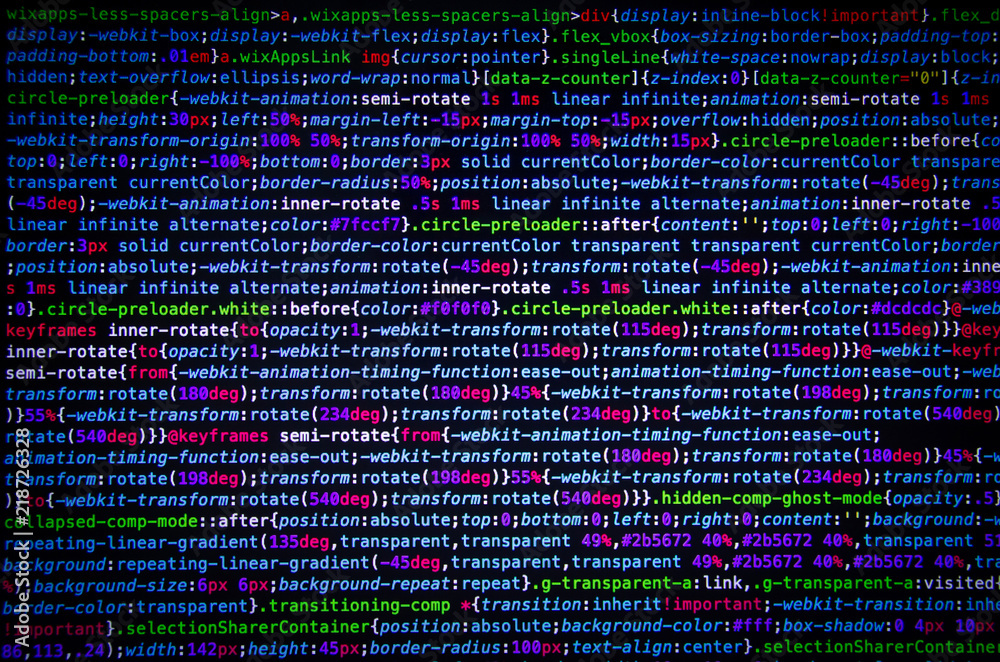 wixapps-less-spacers-align>a,.wixapps-less-spacers-align>div{display:inline-block!important}.flex_d
display:-webkit-box;display:-webkit-flex;display:flex}.flex_vbox{box-sizing:border-box;padding-top:
padding-bottom:.01em}a.wixAppsLink img{cursor:pointer}.singleLine{white-space:nowrap;display:block;
hidden;text-overflow:ellipsis;word-wrap:normal}[data-z-counter]{z-index:0}[data-z-counter="0"]{z-in
circle-preloader{-webkit-animation:semi-rotate 1s 1ms linear infinite;animation:semi-rotate 1s 1ms
infinite;height:30px;left:50%;margin-left:-15px;margin-top:-15px;overflow:hidden;position:absolute;
-webkit-transform-origin:100% 50%;transform-origin:100% 50%;width:15px}.circle-preloader::before{co
top:0;left:0;right:-100%;bottom:0;border:3px solid currentColor;border-color:currentColor transpare
transparent currentColor;border-radius:50%;position:absolute;-webkit-transform:rotate(-45deg);trans
(-45deg);-webkit-animation:inner-rotate .5s 1ms linear infinite alternate;animation:inner-rotate .5
linear infinite alternate;color:#7fccf7}.circle-preloader::after{content:'';top:0;left:0;right:-100
border:3px solid currentColor;border-color:currentColor transparent transparent currentColor;border
;position:absolute;-webkit-transform:rotate(-45deg);transform:rotate(-45deg);-webkit-animation:inne
s 1ms linear infinite alternate;animation:inner-rotate .5s 1ms linear infinite alternate;color:#389
:0}.circle-preloader.white::before{color:#f0f0f0}.circle-preloader.white::after{color:#dcdcdc}@-
keyframes inner-rotate{to{opacity:1;-webkit-transform:rotate(115deg);transform:rotate(115deg)}}@key
inner-rotate{to{opacity:1;-webkit-transform:rotate(115deg);transform:rotate(115deg)}}@-webkit-keyfr
semi-rotate{from{-webkit-animation-timing-function:ease-out;animation-timing-function:ease-out;-web
transform:rotate(180deg);transform:rotate(180deg)}45%{-webkit-transform:rotate(198deg);transform:ro
)}55%{-webkit-transform:rotate(234deg);transform:rotate(234deg)}to{-webkit-transform:rotate(540deg)
rotate(540deg)}}@keyframes semi-rotate{from{-webkit-animation-timing-function:ease-out;
animation-timing-function:ease-out;-webkit-transform:rotate(180deg);transform:rotate(180deg)}45%{-w
transform:rotate(198deg);transform:rotate(198deg)}55%{-webkit-transform:rotate(234deg);transform:ro
)}to{-webkit-transform:rotate(540deg);transform:rotate(540deg)}}.hidden-comp-ghost-mode{opacity:.5}
collapsed-comp-mode::after{position:absolute;top:0;bottom:0;left:0;right:0;content:'';background:-w
repeating-linear-gradient(135deg,transparent,transparent 49%,#2b5672 40%,#2b5672 40%,transparent 51
background:repeating-linear-gradient(-45deg,transparent,transparent 49%,#2b5672 40%,#2b5672 40%,tra
%);background-size:6px 6px;background-repeat:repeat}.g-transparent-a:link,.g-transparent-a:visited{
border-color:transparent}.transitioning-comp *{transition:inherit!important;-webkit-transition:inh
!important}.selectionSharerContainer{position:absolute;background-color:#fff;box-shadow:0 4px 10px
86,113,.24);width:142px;height:45px;border-radius:100px;text-align:center}.selectionSharerContainer
Adobe Stock | #218726328